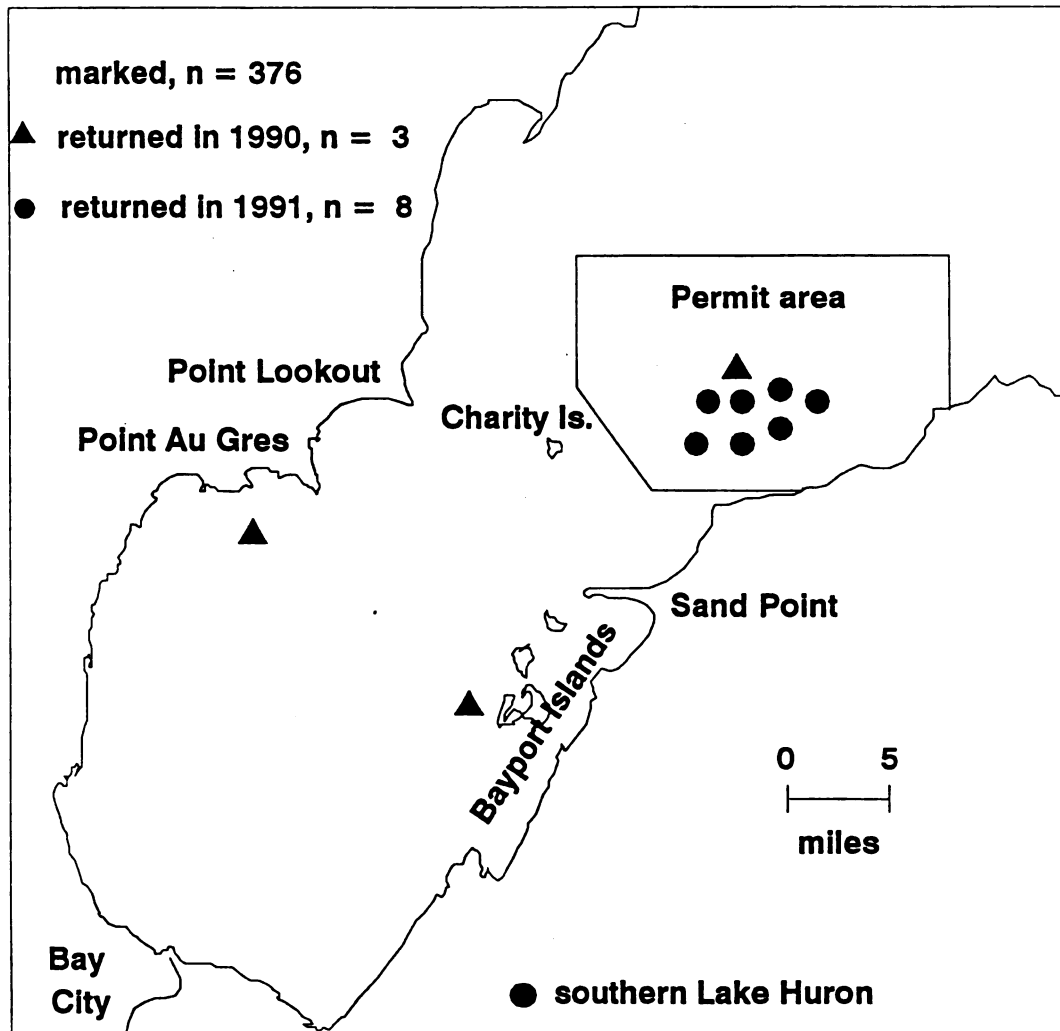 marked, n = 376
returned in 1990, n = 3
returned in 1991, n = 8
Permit area
Point Lookout
Charity Is.
Point Au Gres
Sand Point
Bayport Islands
0 5
miles
Bay
City
southern Lake Huron